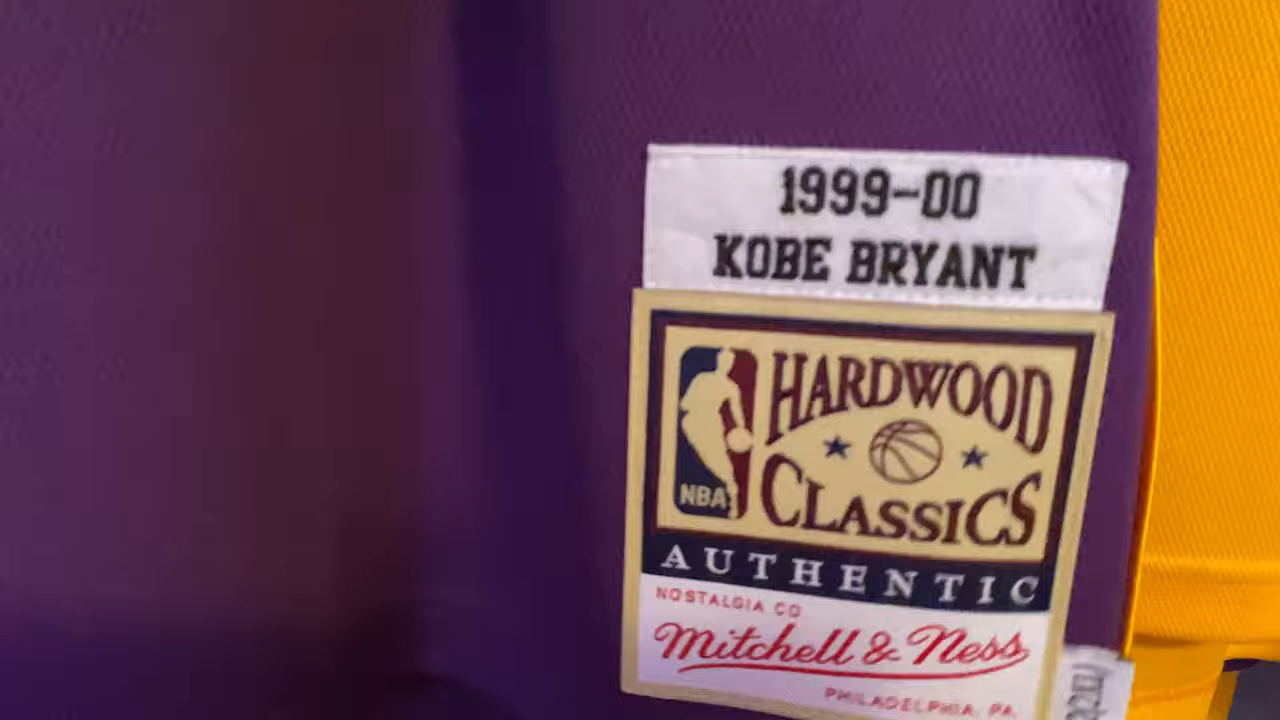 1999-00
KOBE BRYANT
HARDWOOD
CLASSICS
NBA
AUTHENTIC
NOSTALGIA CO
Mitchell & Ness
PHILADELPHIA, PA.